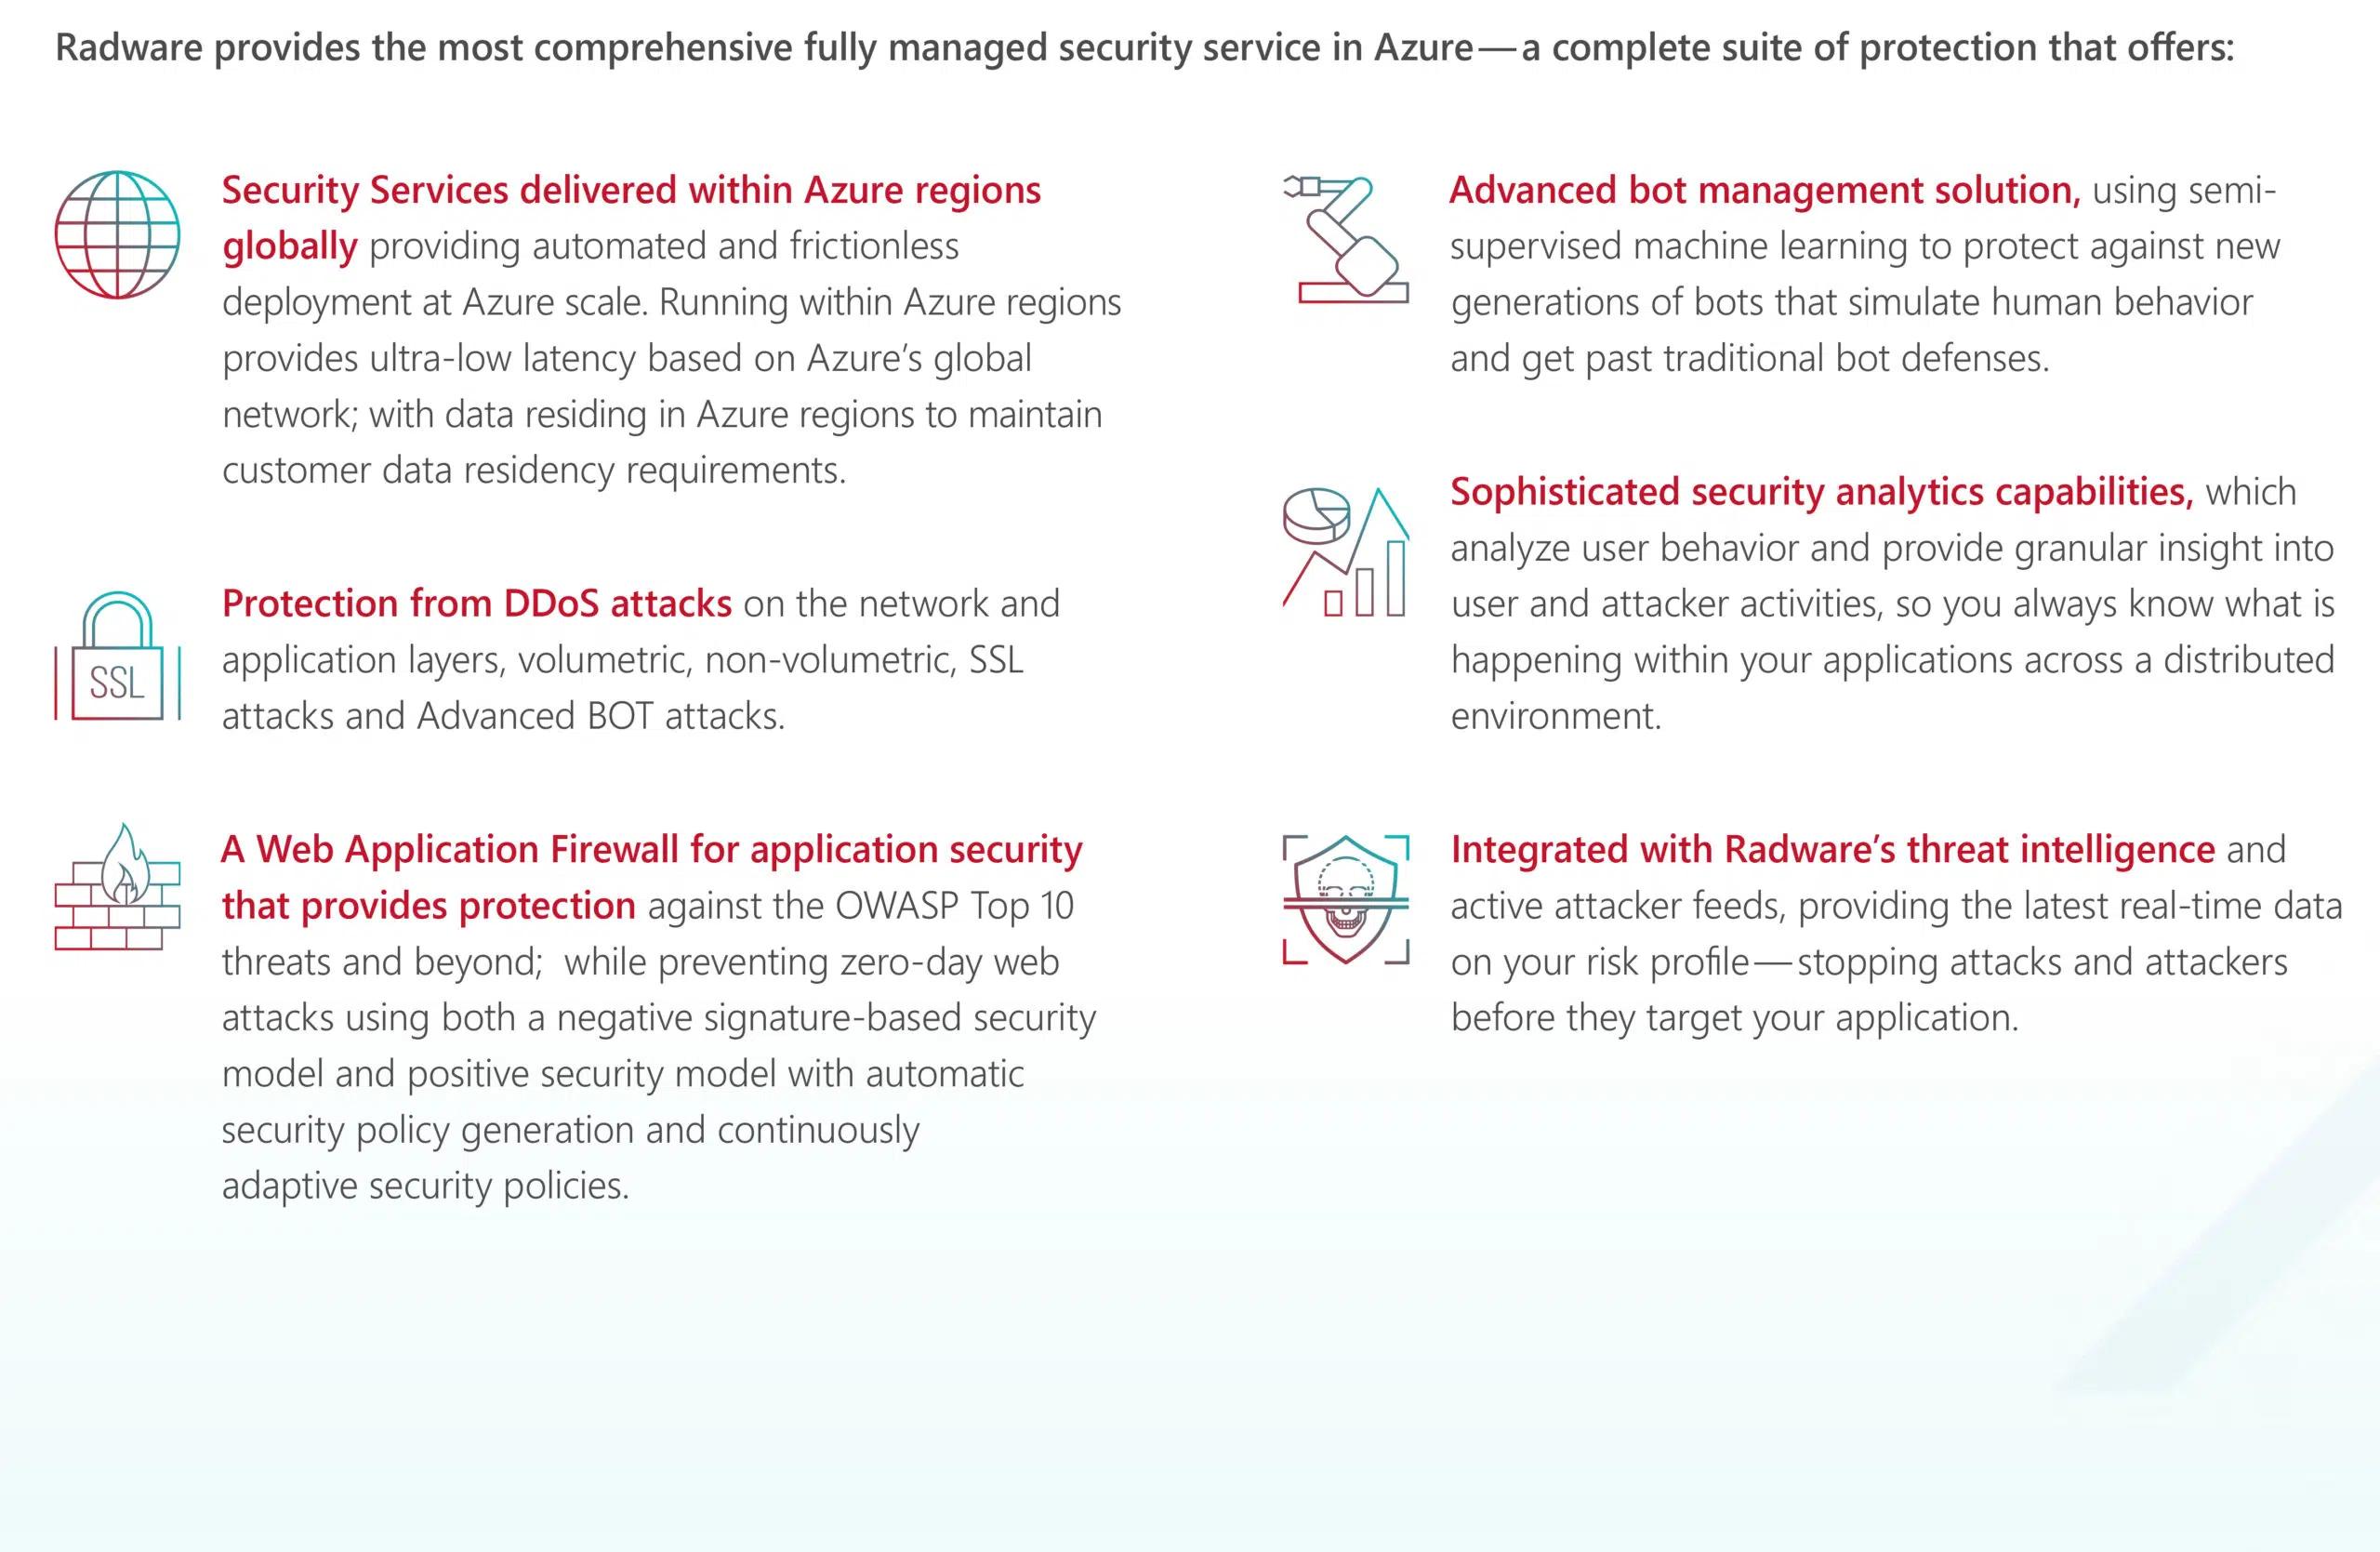 Radware provides the most comprehensive fully managed security service in Azure—a complete suite of protection that offers:
Security Services delivered within Azure regions
globally providing automated and frictionless
deployment at Azure scale. Running within Azure regions
provides ultra-low latency based on Azure’s global
network; with data residing in Azure regions to maintain
customer data residency requirements.
SSL
Protection from DDoS attacks on the network and
application layers, volumetric, non-volumetric, SSL
attacks and Advanced BOT attacks.
A Web Application Firewall for application security
that provides protection against the OWASP Top 10
threats and beyond;  while preventing zero-day web
attacks using both a negative signature-based security
model and positive security model with automatic
security policy generation and continuously
adaptive security policies.
Advanced bot management solution, using semi-
supervised machine learning to protect against new
generations of bots that simulate human behavior
and get past traditional bot defenses.
Sophisticated security analytics capabilities, which
analyze user behavior and provide granular insight into
user and attacker activities, so you always know what is
happening within your applications across a distributed
environment.
Integrated with Radware’s threat intelligence and
active attacker feeds, providing the latest real-time data
on your risk profile—stopping attacks and attackers
before they target your application.